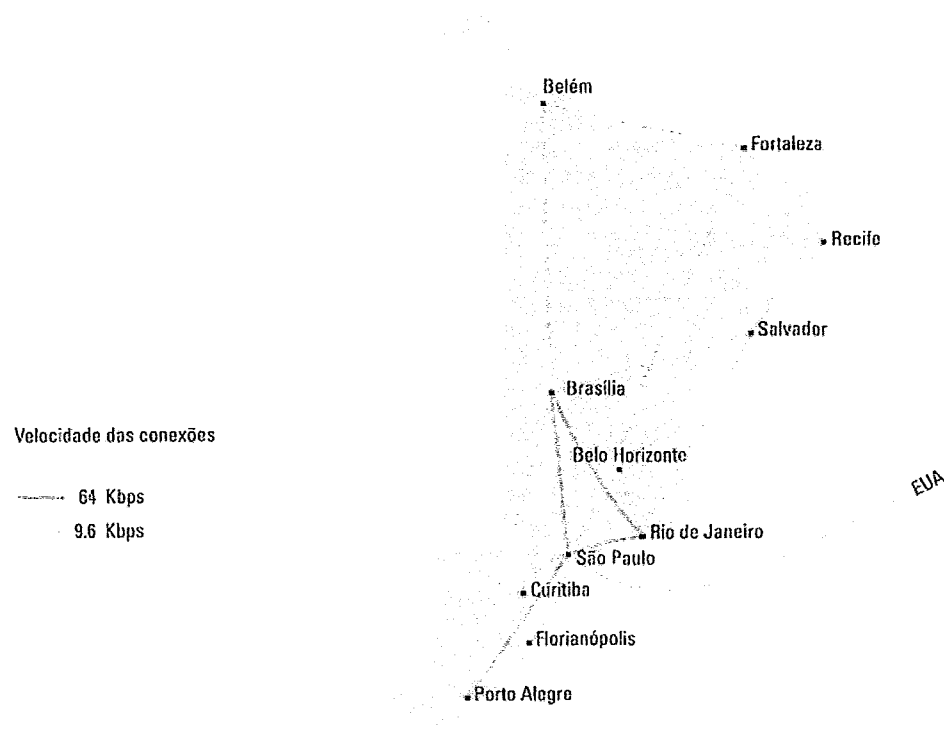 Belém
Fortaleza
Recife
Salvador
Brasília
Velocidade das conexões
Belo Horizonte
EUA
64 Kbps
9.6 Kbps
Rio de Janeiro
São Paulo
Curitiba
Florianópolis
Porto Alegre